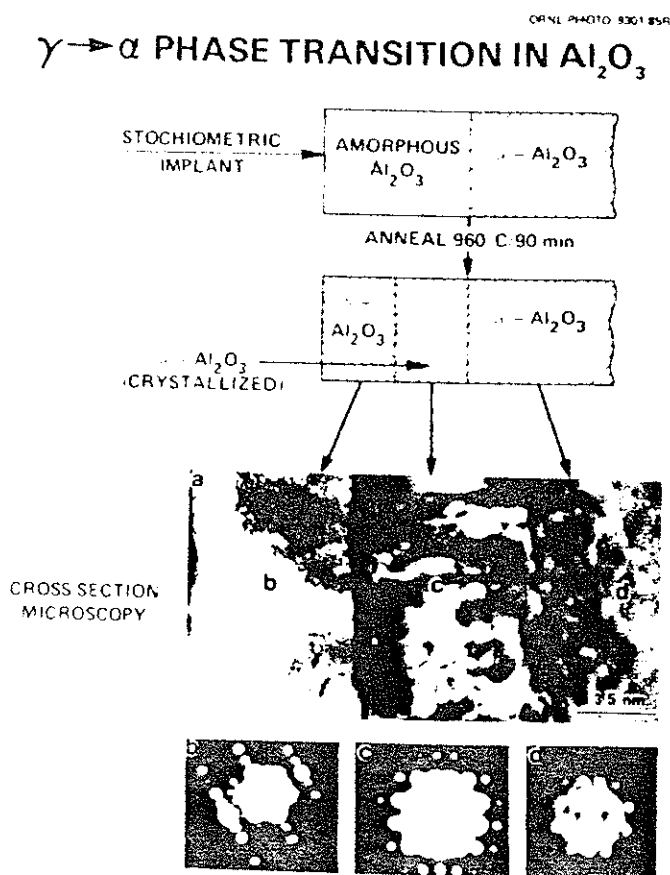 ORNL PHOTO 9301 85R
γ → α PHASE TRANSITION IN Al₂O₃
STOCHIOMETRIC
IMPLANT
AMORPHOUS
Al₂O₃
– Al₂O₃
ANNEAL 960 C 90 min
Al₂O₃
– Al₂O₃
Al₂O₃
(CRYSTALLIZED)
a
b
c
d
CROSS SECTION
MICROSCOPY
35 nm
b
c
d